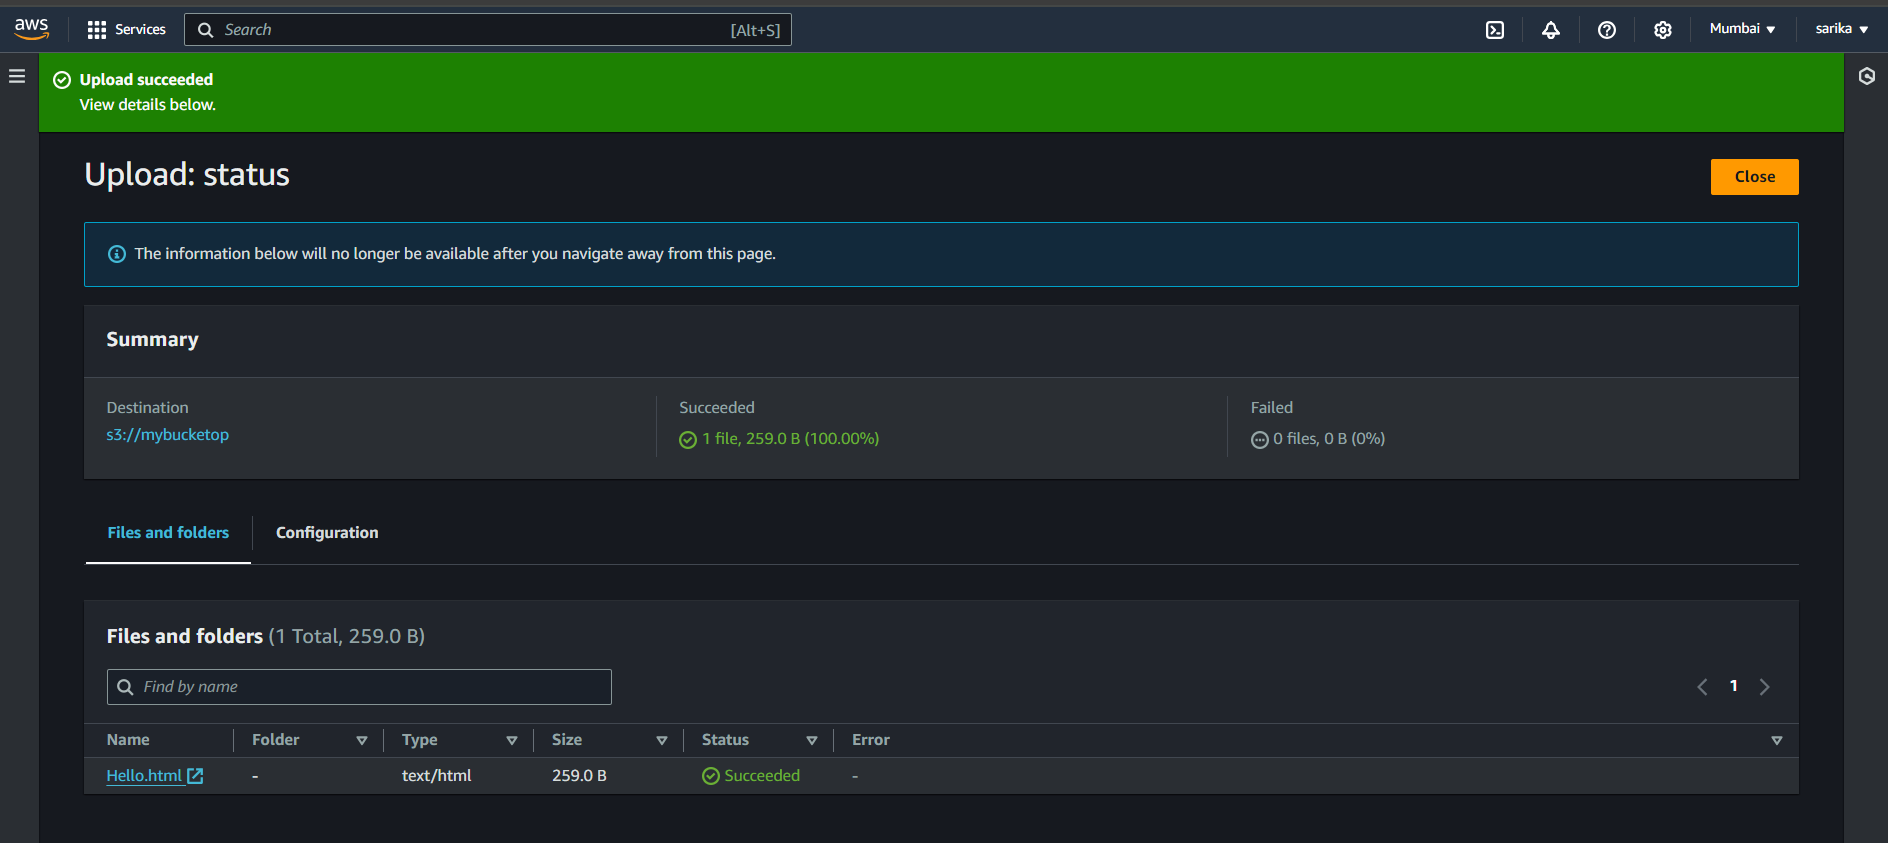 aws Services Search [Alt+S] Mumbai sarika
Upload succeeded
View details below.
Upload: status
Close
The information below will no longer be available after you navigate away from this page.
Summary
Destination Succeeded Failed
s3://mybucketop 1 file, 259.0 B (100.00%) 0 files, 0 B (0%)
Files and folders Configuration
Files and folders (1 Total, 259.0 B)
Find by name 1
Name Folder Type Size Status Error
Hello.html - text/html 259.0 B Succeeded -